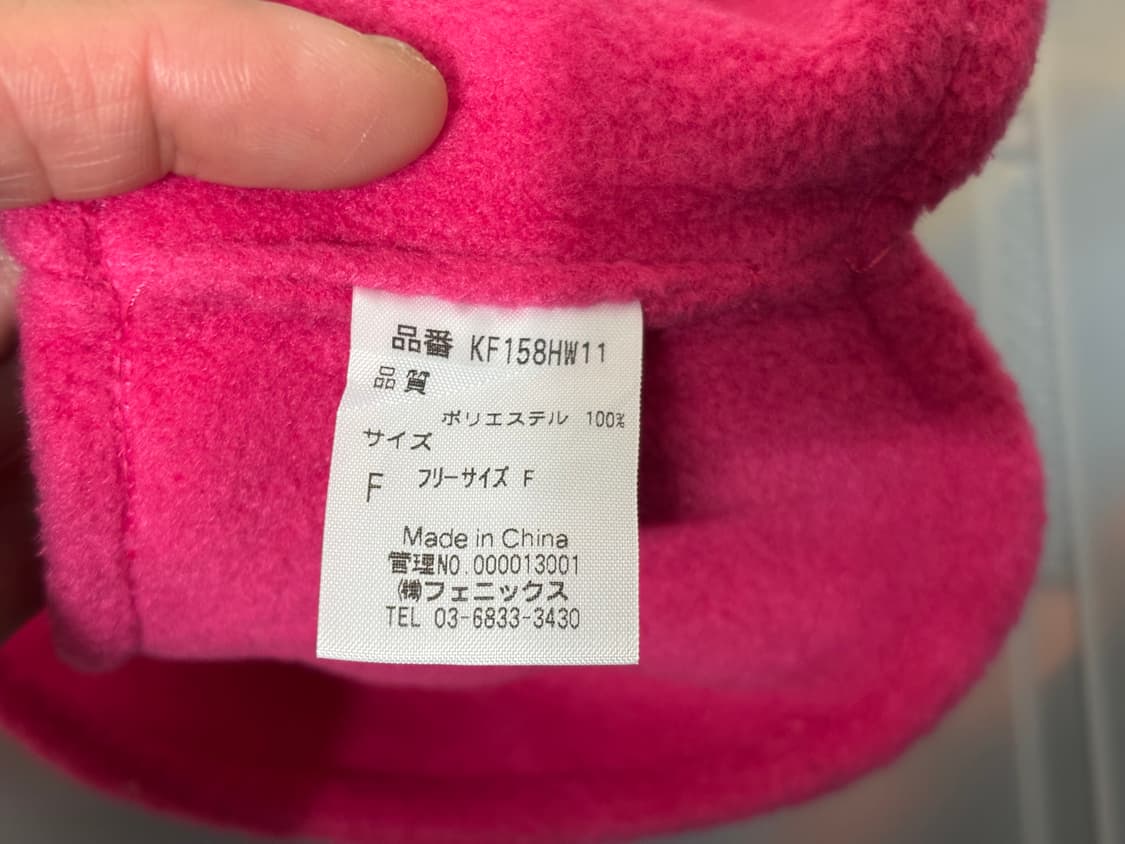 品番 KF158HW11
品質
ポリエステル 100%
サイズ
F フリーサイズ F
Made in China
管理NO.000013001
㈱フェニックス
TEL 03-6833-3430